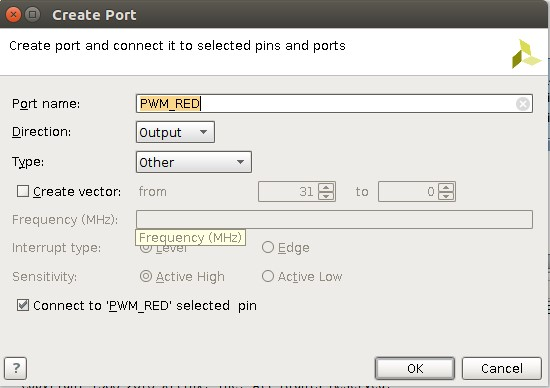 Create Port
Create port and connect it to selected pins and ports
Port name: PWM_RED
Direction: Output
Type: Other
Create vector: from 31 to 0
Frequency (MHz):
Frequency (MHz)
Interrupt type: Level Edge
Sensitivity: Active High Active Low
Connect to 'PWM_RED' selected pin
? OK Cancel